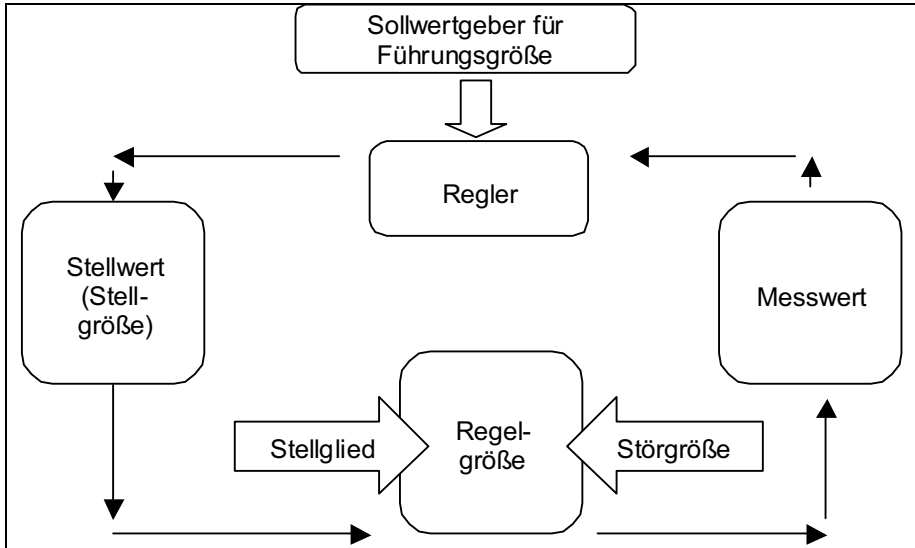 Sollwertgeber für
Führungsgröße
Regler
Stellwert
(Stell-
größe)
Messwert
Stellglied
Regel-
größe
Störgröße